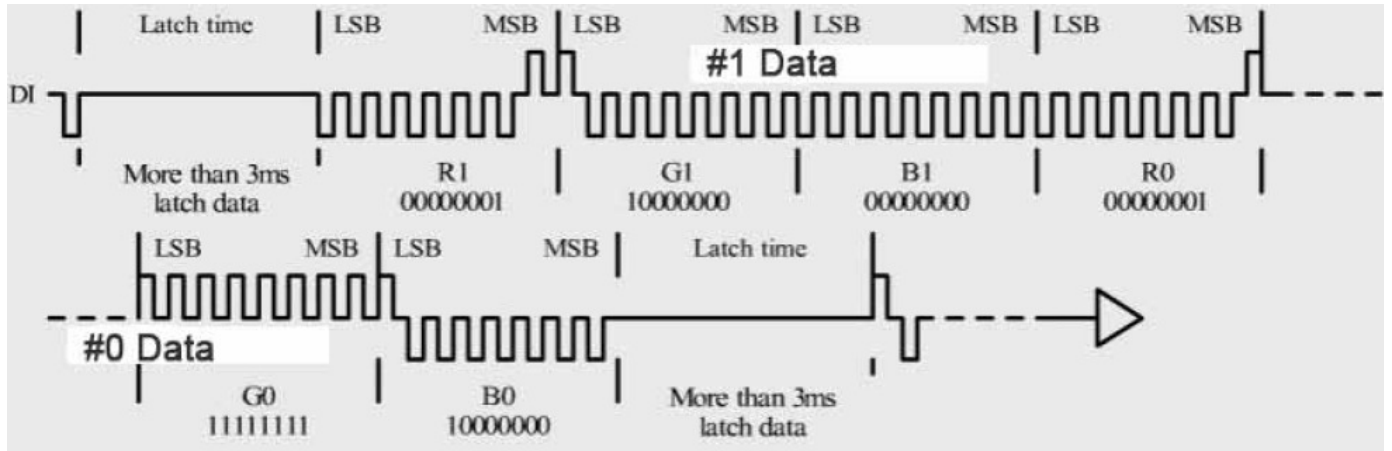 Latch time LSB MSB LSB MSB LSB MSB LSB MSB
#1 Data
DI
More than 3ms R1 G1 B1 R0
latch data 00000001 10000000 00000000 00000001
LSB MSB LSB MSB Latch time
#0 Data
G0 B0 More than 3ms
11111111 10000000 latch data